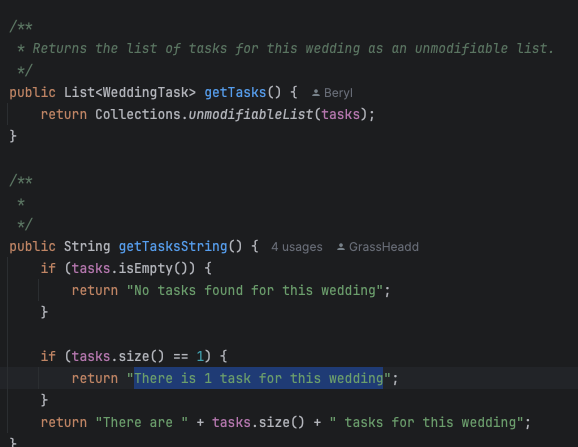 /**
 * Returns the list of tasks for this wedding as an unmodifiable list.
 */
public List<WeddingTask> getTasks() { Beryl
    return Collections.unmodifiableList(tasks);
}
/**
 *
 */
public String getTasksString() { 4 usages GrassHeadd
    if (tasks.isEmpty()) {
        return "No tasks found for this wedding";
    }
    if (tasks.size() == 1) {
        return "There is 1 task for this wedding";
    }
    return "There are " + tasks.size() + " tasks for this wedding";
}